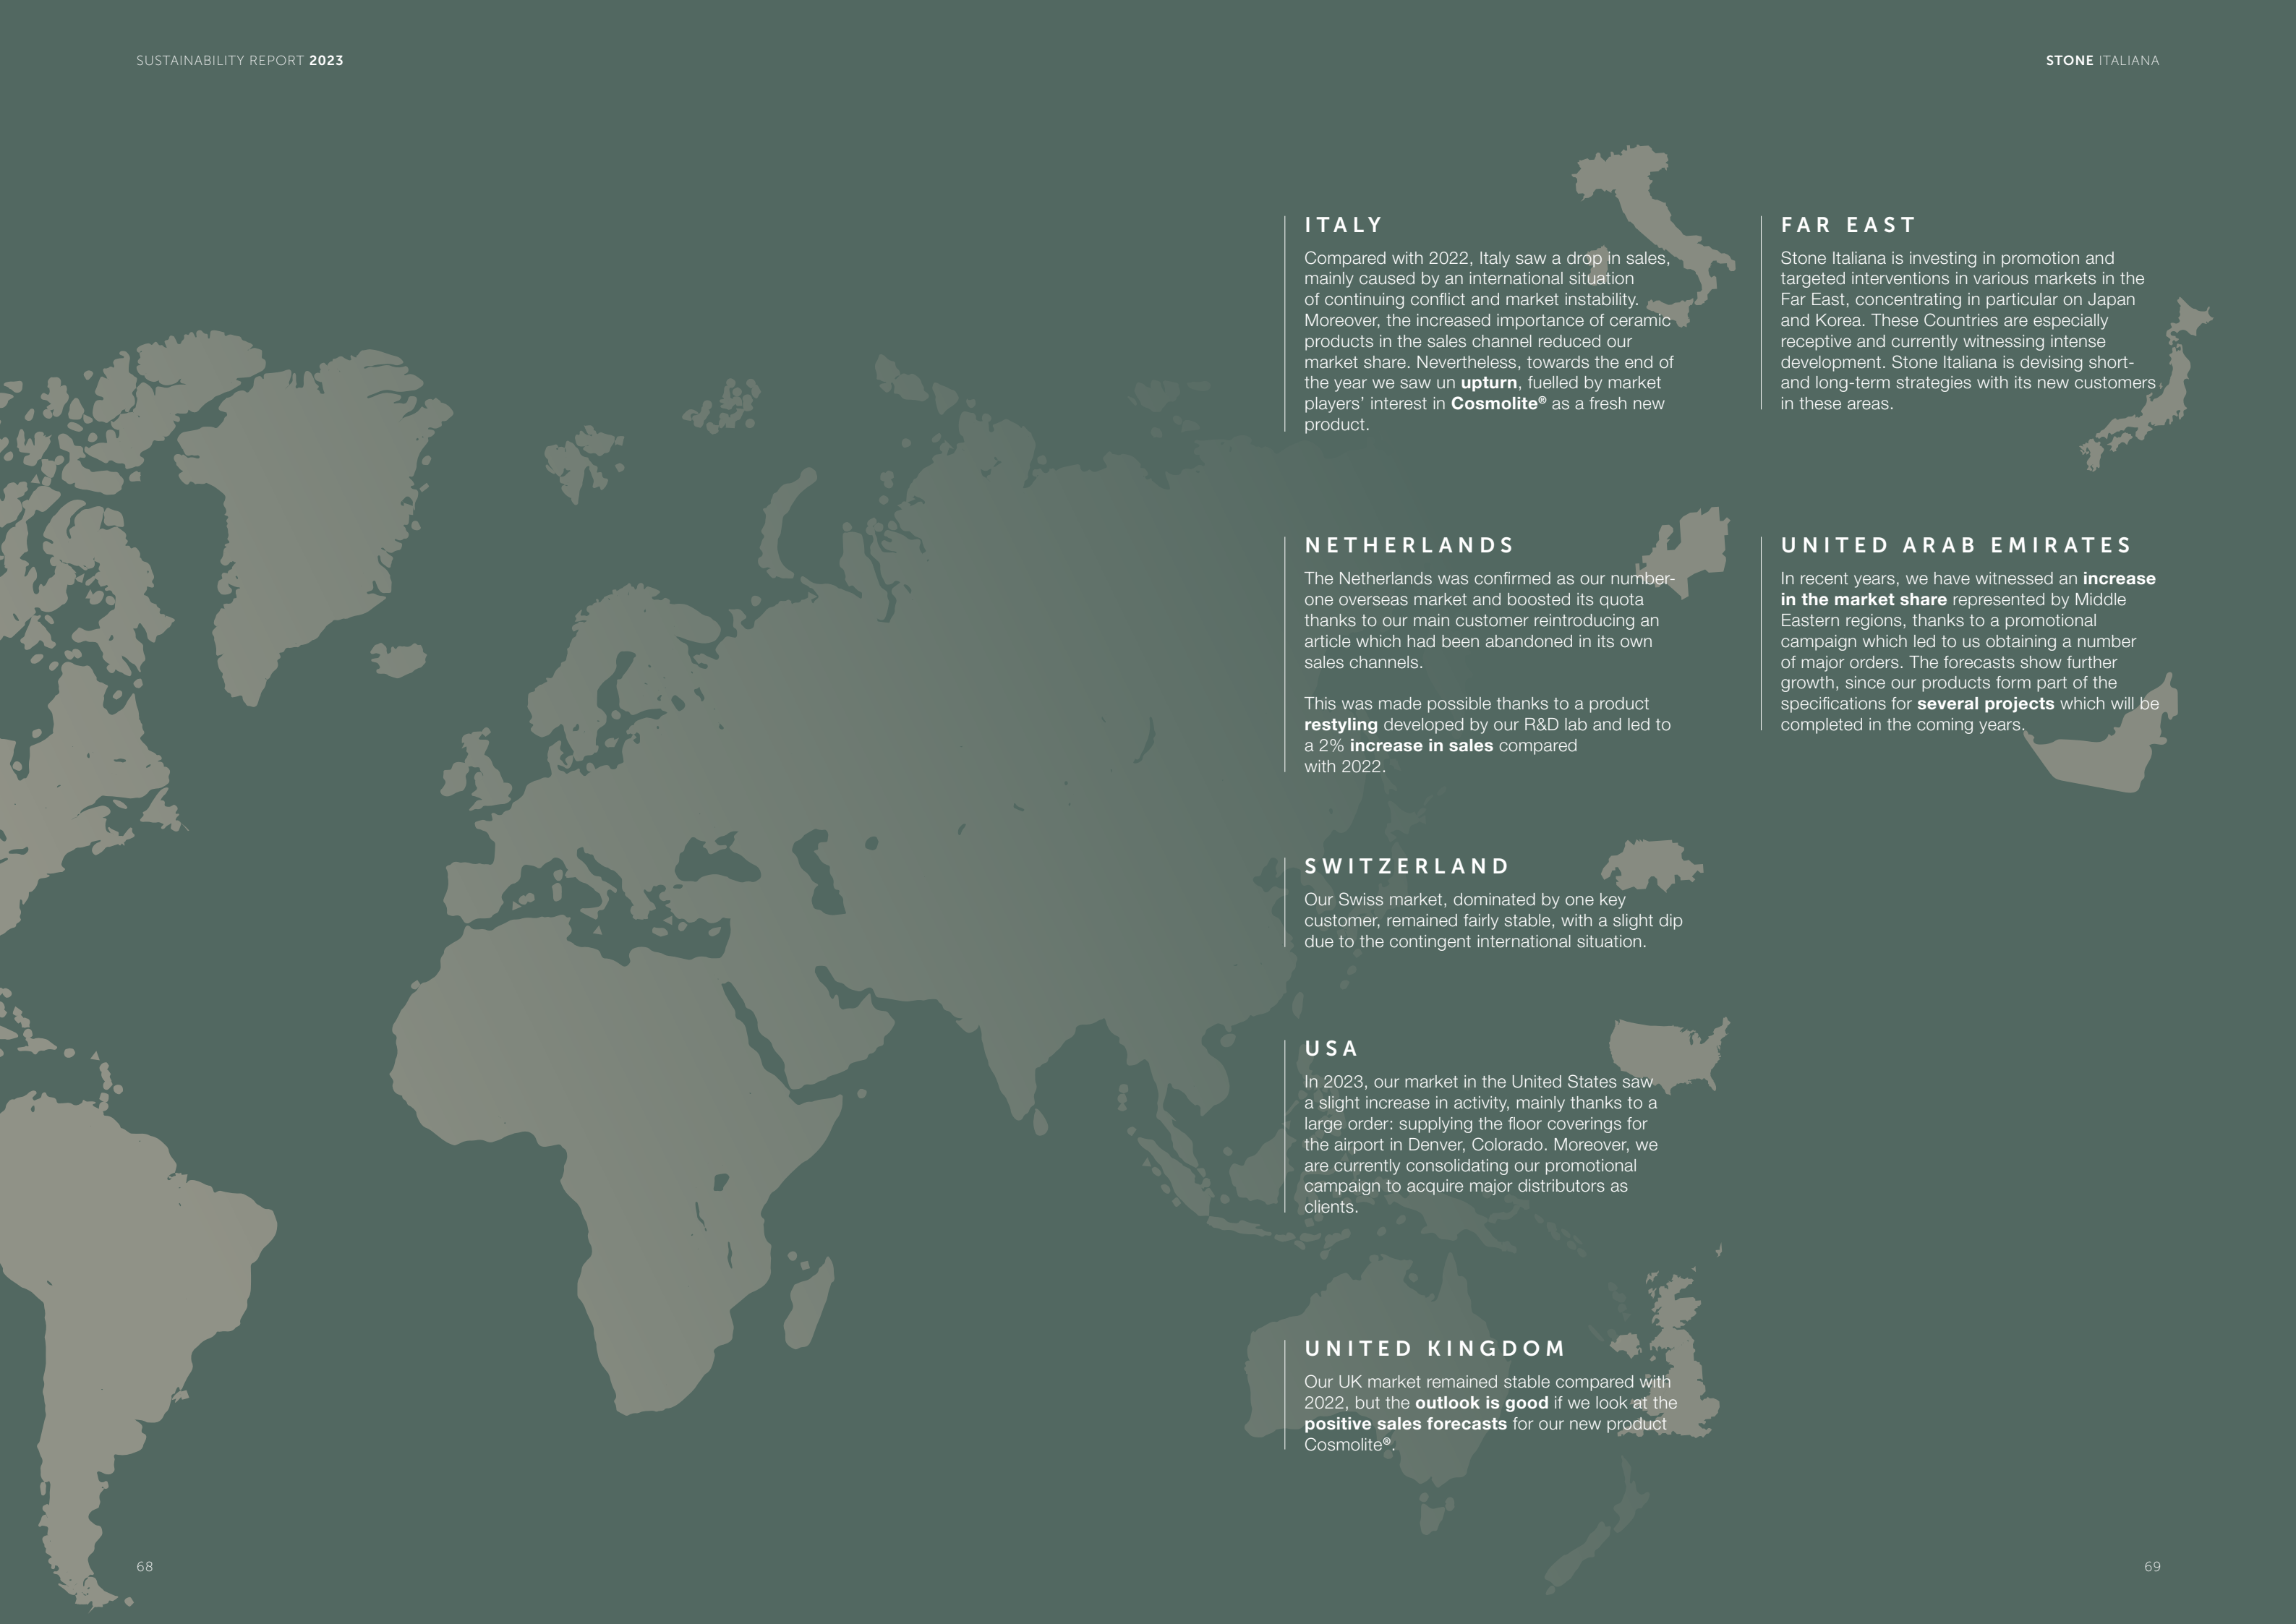 SUSTAINABILITY REPORT 2023
STONE ITALIANA
ITALY
Compared with 2022, Italy saw a drop in sales,
mainly caused by an international situation
of continuing conflict and market instability.
Moreover, the increased importance of ceramic
products in the sales channel reduced our
market share. Nevertheless, towards the end of
the year we saw un upturn, fuelled by market
players’ interest in Cosmolite® as a fresh new
product.
NETHERLANDS
The Netherlands was confirmed as our number-
one overseas market and boosted its quota
thanks to our main customer reintroducing an
article which had been abandoned in its own
sales channels.
This was made possible thanks to a product
restyling developed by our R&D lab and led to
a 2% increase in sales compared
with 2022.
SWITZERLAND
Our Swiss market, dominated by one key
customer, remained fairly stable, with a slight dip
due to the contingent international situation.
USA
In 2023, our market in the United States saw
a slight increase in activity, mainly thanks to a
large order: supplying the floor coverings for
the airport in Denver, Colorado. Moreover, we
are currently consolidating our promotional
campaign to acquire major distributors as
clients.
UNITED KINGDOM
Our UK market remained stable compared with
2022, but the outlook is good if we look at the
positive sales forecasts for our new product
Cosmolite®.
FAR EAST
Stone Italiana is investing in promotion and
targeted interventions in various markets in the
Far East, concentrating in particular on Japan
and Korea. These Countries are especially
receptive and currently witnessing intense
development. Stone Italiana is devising short-
and long-term strategies with its new customers
in these areas.
UNITED ARAB EMIRATES
In recent years, we have witnessed an increase
in the market share represented by Middle
Eastern regions, thanks to a promotional
campaign which led to us obtaining a number
of major orders. The forecasts show further
growth, since our products form part of the
specifications for several projects which will be
completed in the coming years.
68
69